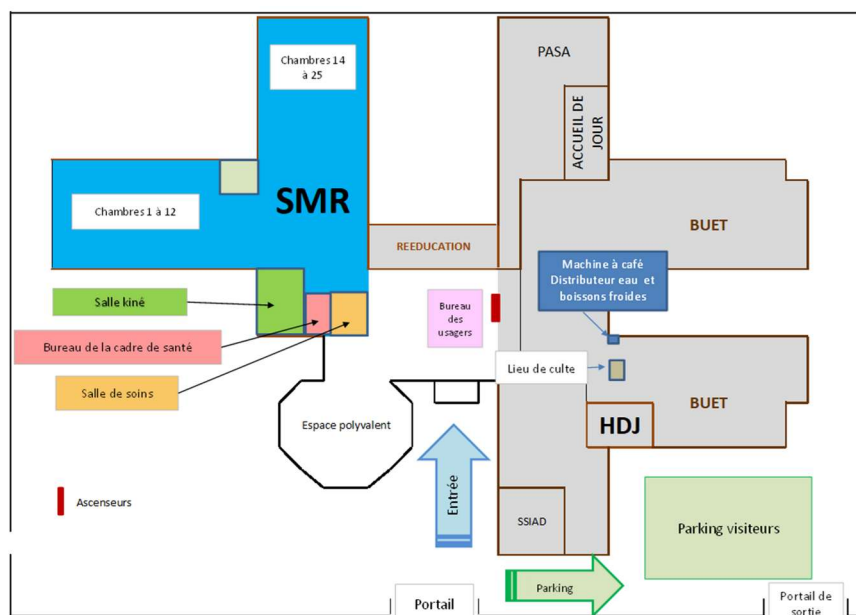 Chambres 14
à 25
PASA
ACCUEIL DE
JOUR
SMR
Chambres 1 à 12
BUET
REEDUCATION
Machine à café
Distributeur eau et
boissons froides
Salle kiné
Bureau
des
usagers
Bureau de la cadre de santé
Lieu de culte
Salle de soins
BUET
Espace polyvalent
HDJ
Entrée
Ascenseurs
SSIAD
Parking visiteurs
Parking
Portail
Portail de
sortie